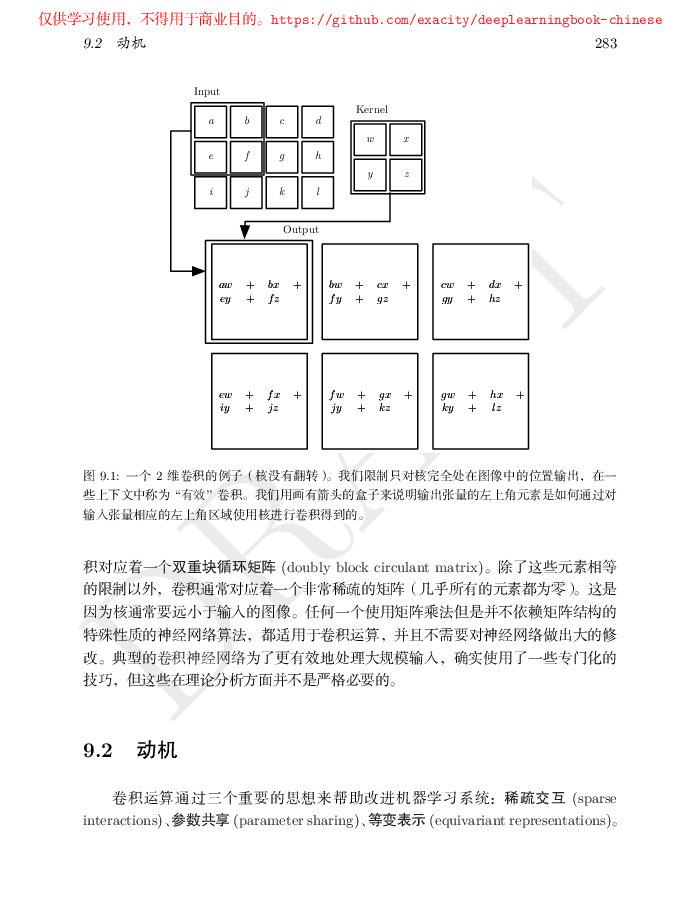 仅供学习使用，不得用于商业目的。https://github.com/exacity/deeplearningbook-chinese
9.2 动机 283
Input
a b c d
e f g h
i j k l
Kernel
w x
y z
Output
aw + bx +
ey + fz
bw + cx +
fy + gz
cw + dx +
gy + hz
ew + fx +
iy + jz
fw + gx +
jy + kz
gw + hx +
ky + lz
图 9.1: 一个 2 维卷积的例子（核没有翻转）。我们限制只对核完全处在图像中的位置输出，在一
些上下文中称为“有效”卷积。我们用画有箭头的盒子来说明输出张量的左上角元素是如何通过对
输入张量相应的左上角区域使用核进行卷积得到的。
积对应着一个双重块循环矩阵 (doubly block circulant matrix)。除了这些元素相等
的限制以外，卷积通常对应着一个非常稀疏的矩阵（几乎所有的元素都为零）。这是
因为核通常要远小于输入的图像。任何一个使用矩阵乘法但是并不依赖矩阵结构的
特殊性质的神经网络算法，都适用于卷积运算，并且不需要对神经网络做出大的修
改。典型的卷积神经网络为了更有效地处理大规模输入，确实使用了一些专门化的
技巧，但这些在理论分析方面并不是严格必要的。
9.2 动机
卷积运算通过三个重要的思想来帮助改进机器学习系统：稀疏交互 (sparse
interactions)、参数共享 (parameter sharing)、等变表示 (equivariant representations)。
DRAFT